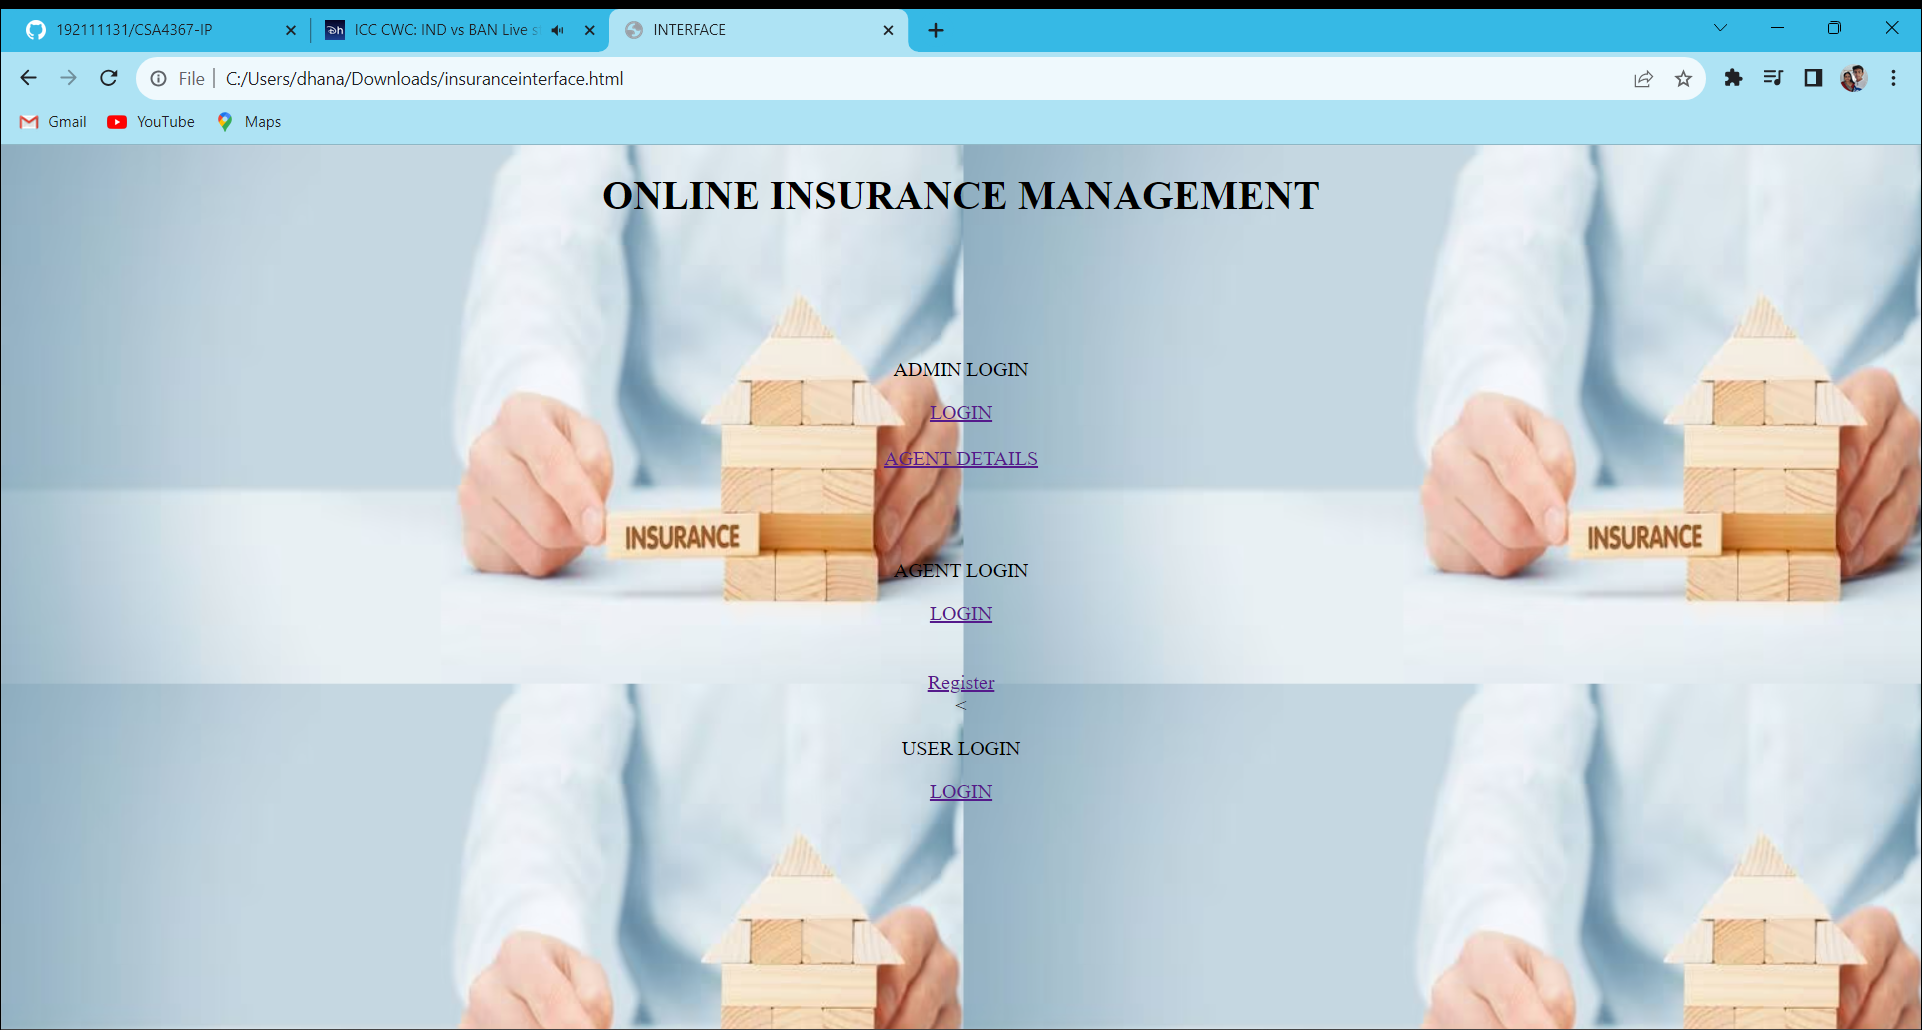 192111131/CSA4367-IP
ICC CWC: IND vs BAN Live s
INTERFACE
File | C:/Users/dhana/Downloads/insuranceinterface.html
Gmail YouTube Maps
ONLINE INSURANCE MANAGEMENT
ADMIN LOGIN
LOGIN
AGENT DETAILS
INSURANCE INSURANCE
AGENT LOGIN
LOGIN
Register
<
USER LOGIN
LOGIN